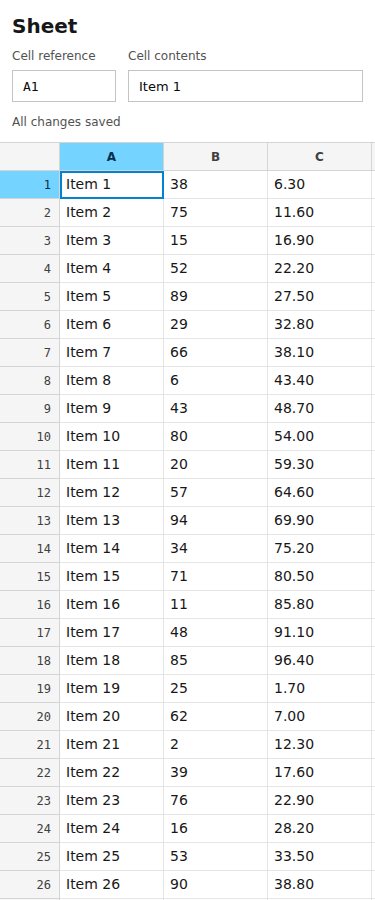 Sheet
Cell reference Cell contents
A1 Item 1
All changes saved
A B C
1 Item 1 38 6.30
2 Item 2 75 11.60
3 Item 3 15 16.90
4 Item 4 52 22.20
5 Item 5 89 27.50
6 Item 6 29 32.80
7 Item 7 66 38.10
8 Item 8 6 43.40
9 Item 9 43 48.70
10 Item 10 80 54.00
11 Item 11 20 59.30
12 Item 12 57 64.60
13 Item 13 94 69.90
14 Item 14 34 75.20
15 Item 15 71 80.50
16 Item 16 11 85.80
17 Item 17 48 91.10
18 Item 18 85 96.40
19 Item 19 25 1.70
20 Item 20 62 7.00
21 Item 21 2 12.30
22 Item 22 39 17.60
23 Item 23 76 22.90
24 Item 24 16 28.20
25 Item 25 53 33.50
26 Item 26 90 38.80